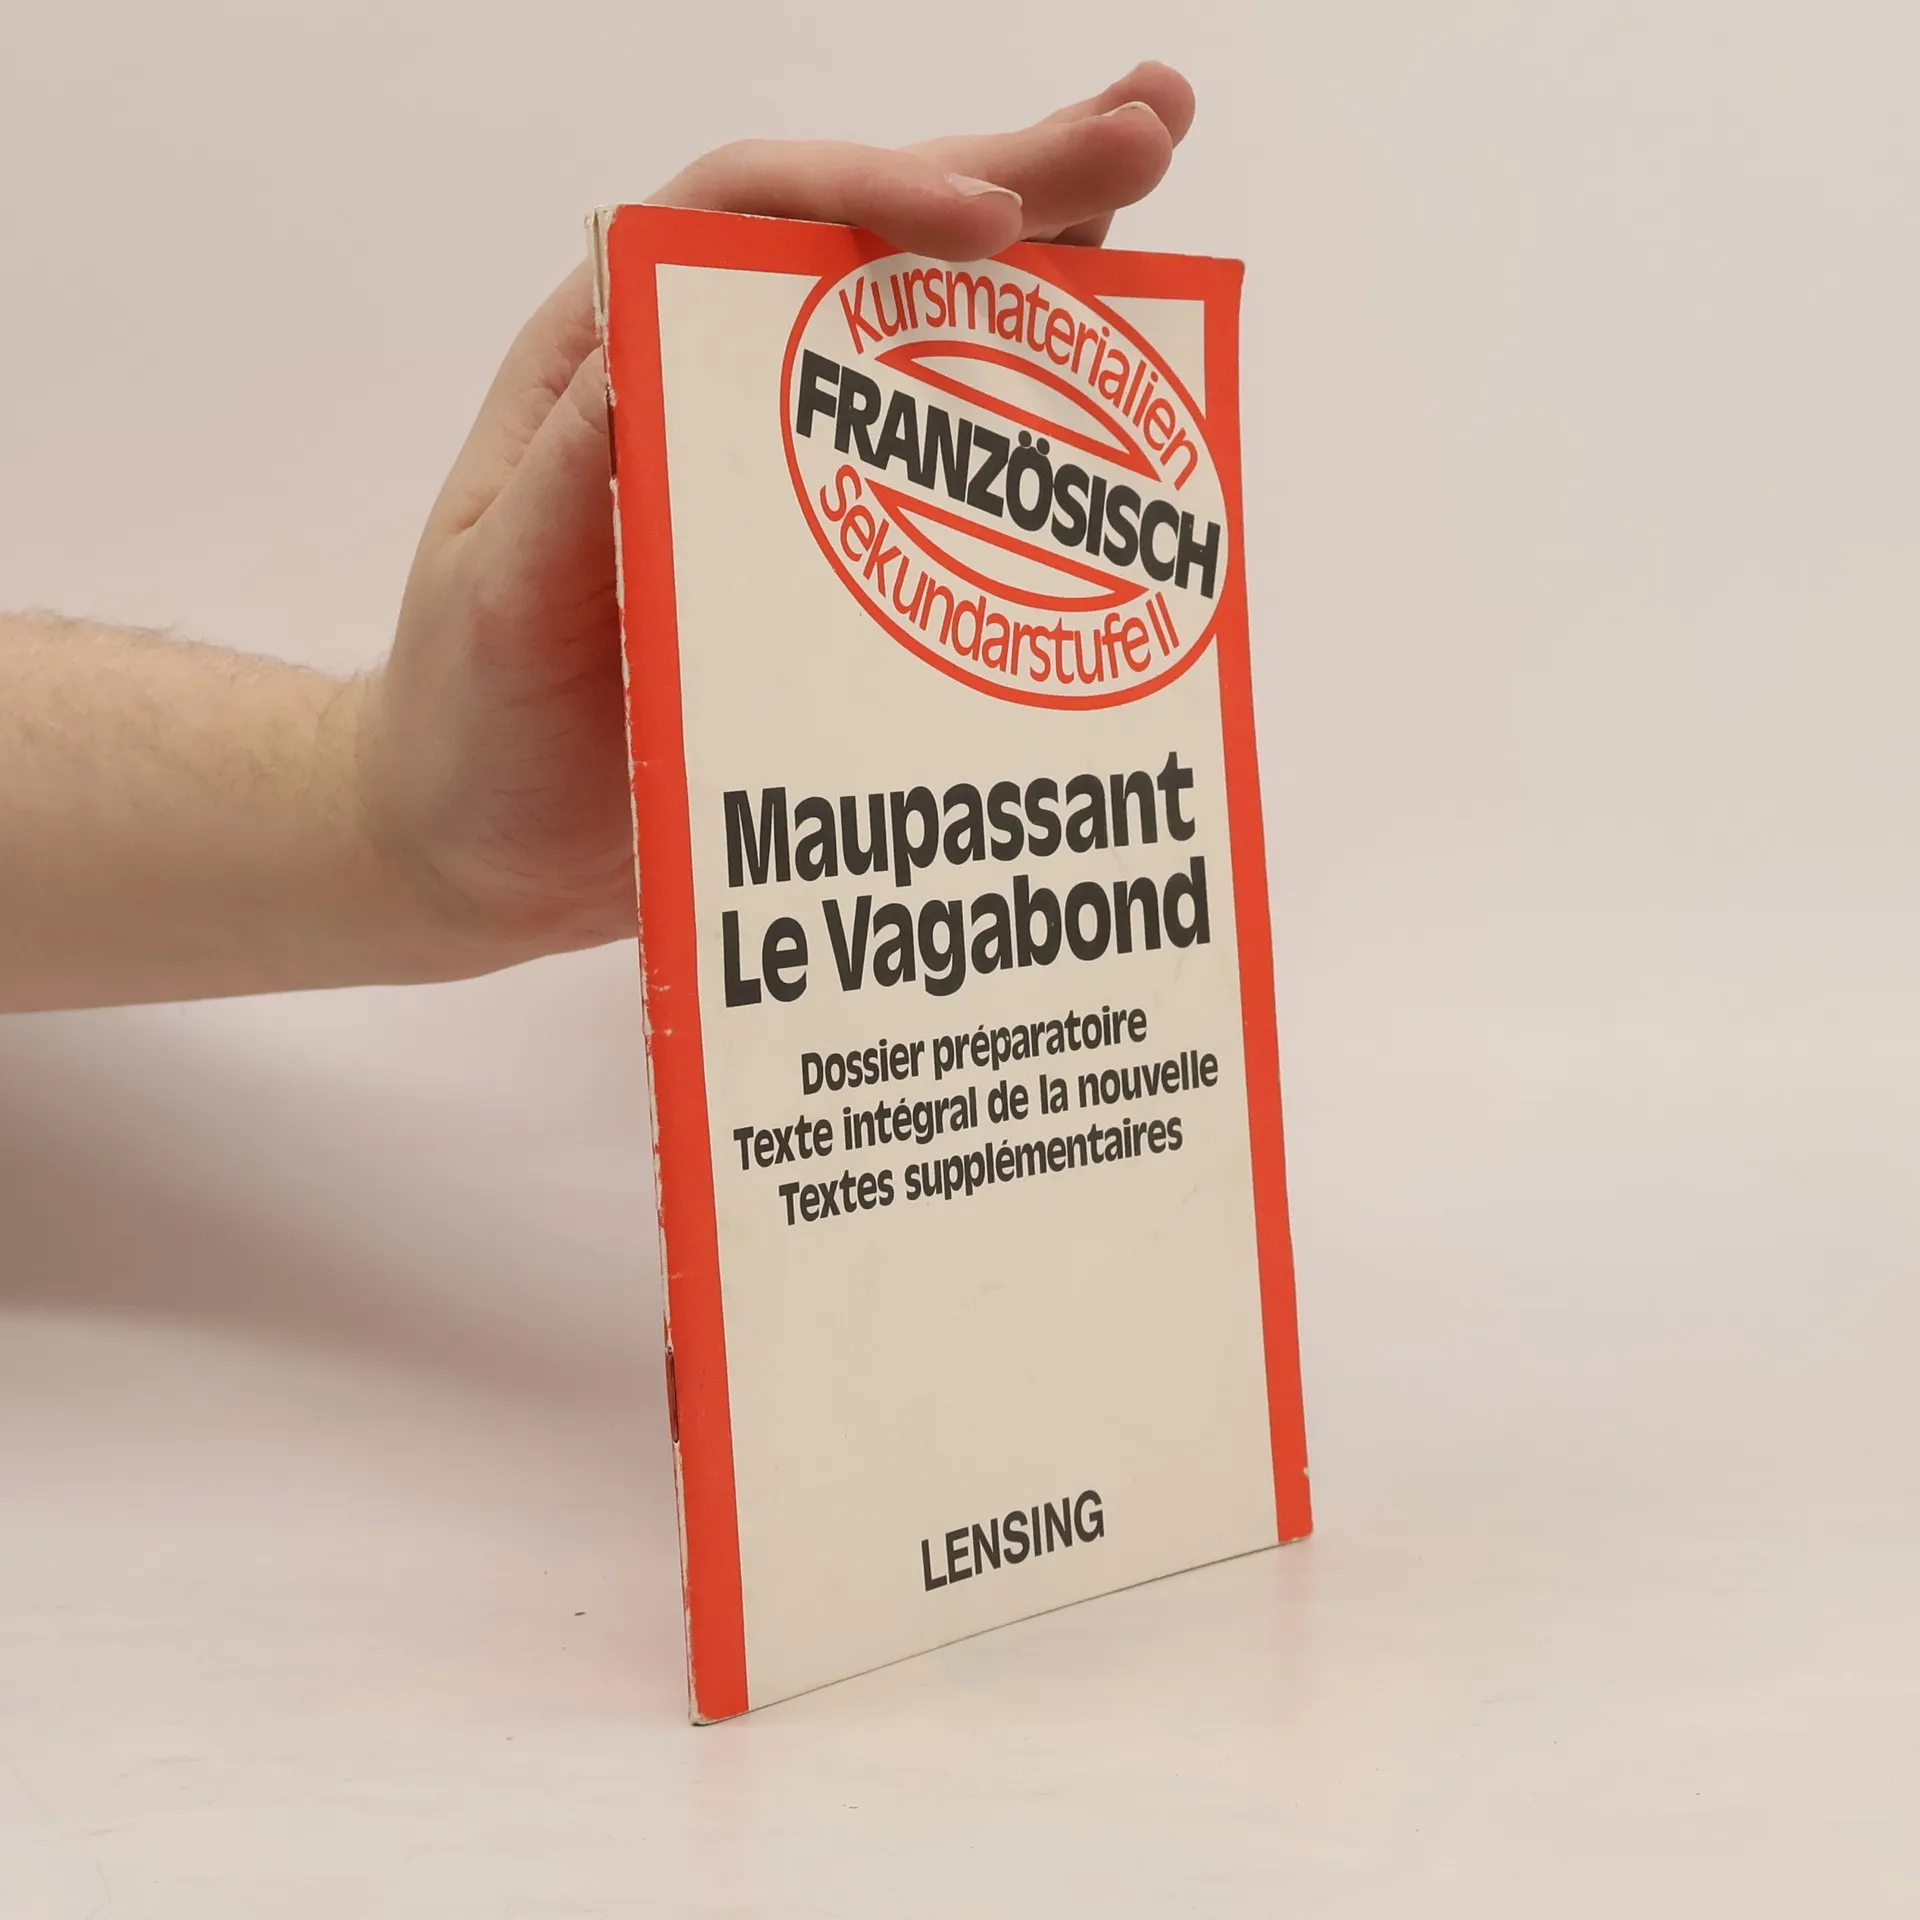 Kursmaterialien
FRANZÖSISCH
Sekundarstufe II
Maupassant
Le Vagabond
Dossier préparatoire
Texte intégral de la nouvelle
Textes supplémentaires
LENSING